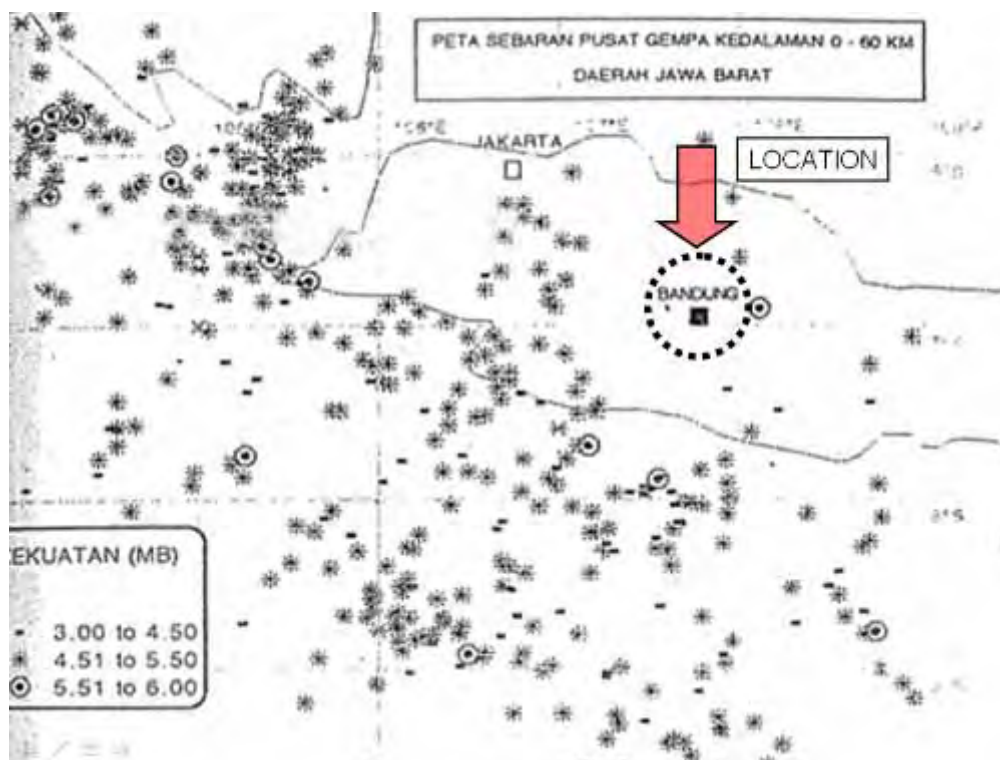 PETA SEBARAN PUSAT GEMPA KEDALAMAN 0 - 60 KM
DAERAH JAWA BARAT
JAKARTA
LOCATION
BANDUNG
EKUATAN (MB)
3.00 to 4.50
4.51 to 5.50
5.51 to 6.00